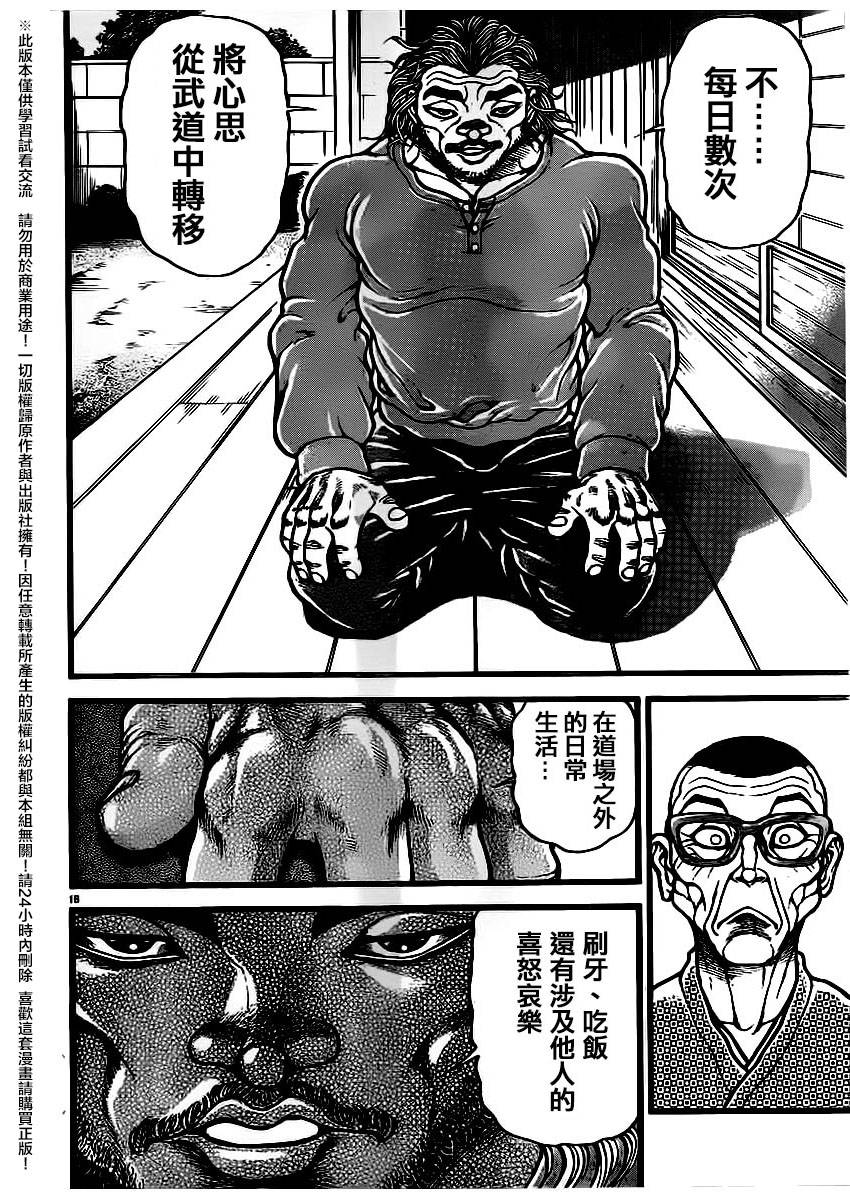 不……
每日數次
將心思
從武道中轉移
在道場之外
的日常
生活…
18
刷牙、吃飯
還有涉及他人的
喜怒哀樂
※此版本僅供學習試看交流 請勿用於商業用途！一切版權歸原作者與出版社擁有！因任意轉載所產生的版權糾紛都與本組無關！請24小時內刪除 喜歡這套漫畫請購買正版！